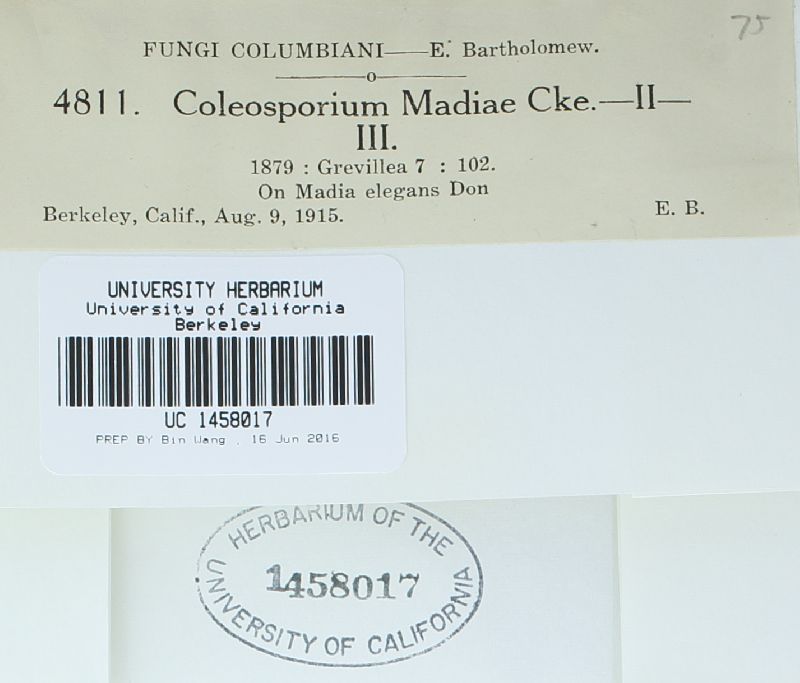 75
FUNGI COLUMBIANI——E. Bartholomew.
4811. Coleosporium Madiae Cke.—II—
III.
1879 : Grevillea 7 : 102.
On Madia elegans Don
Berkeley, Calif., Aug. 9, 1915. E. B.
UNIVERSITY HERBARIUM
University of California
Berkeley
UC 1458017
PREP BY Bin Wang . 16 Jun 2016
HERBARIUM OF THE
1458017
UNIVERSITY OF CALIFORNIA